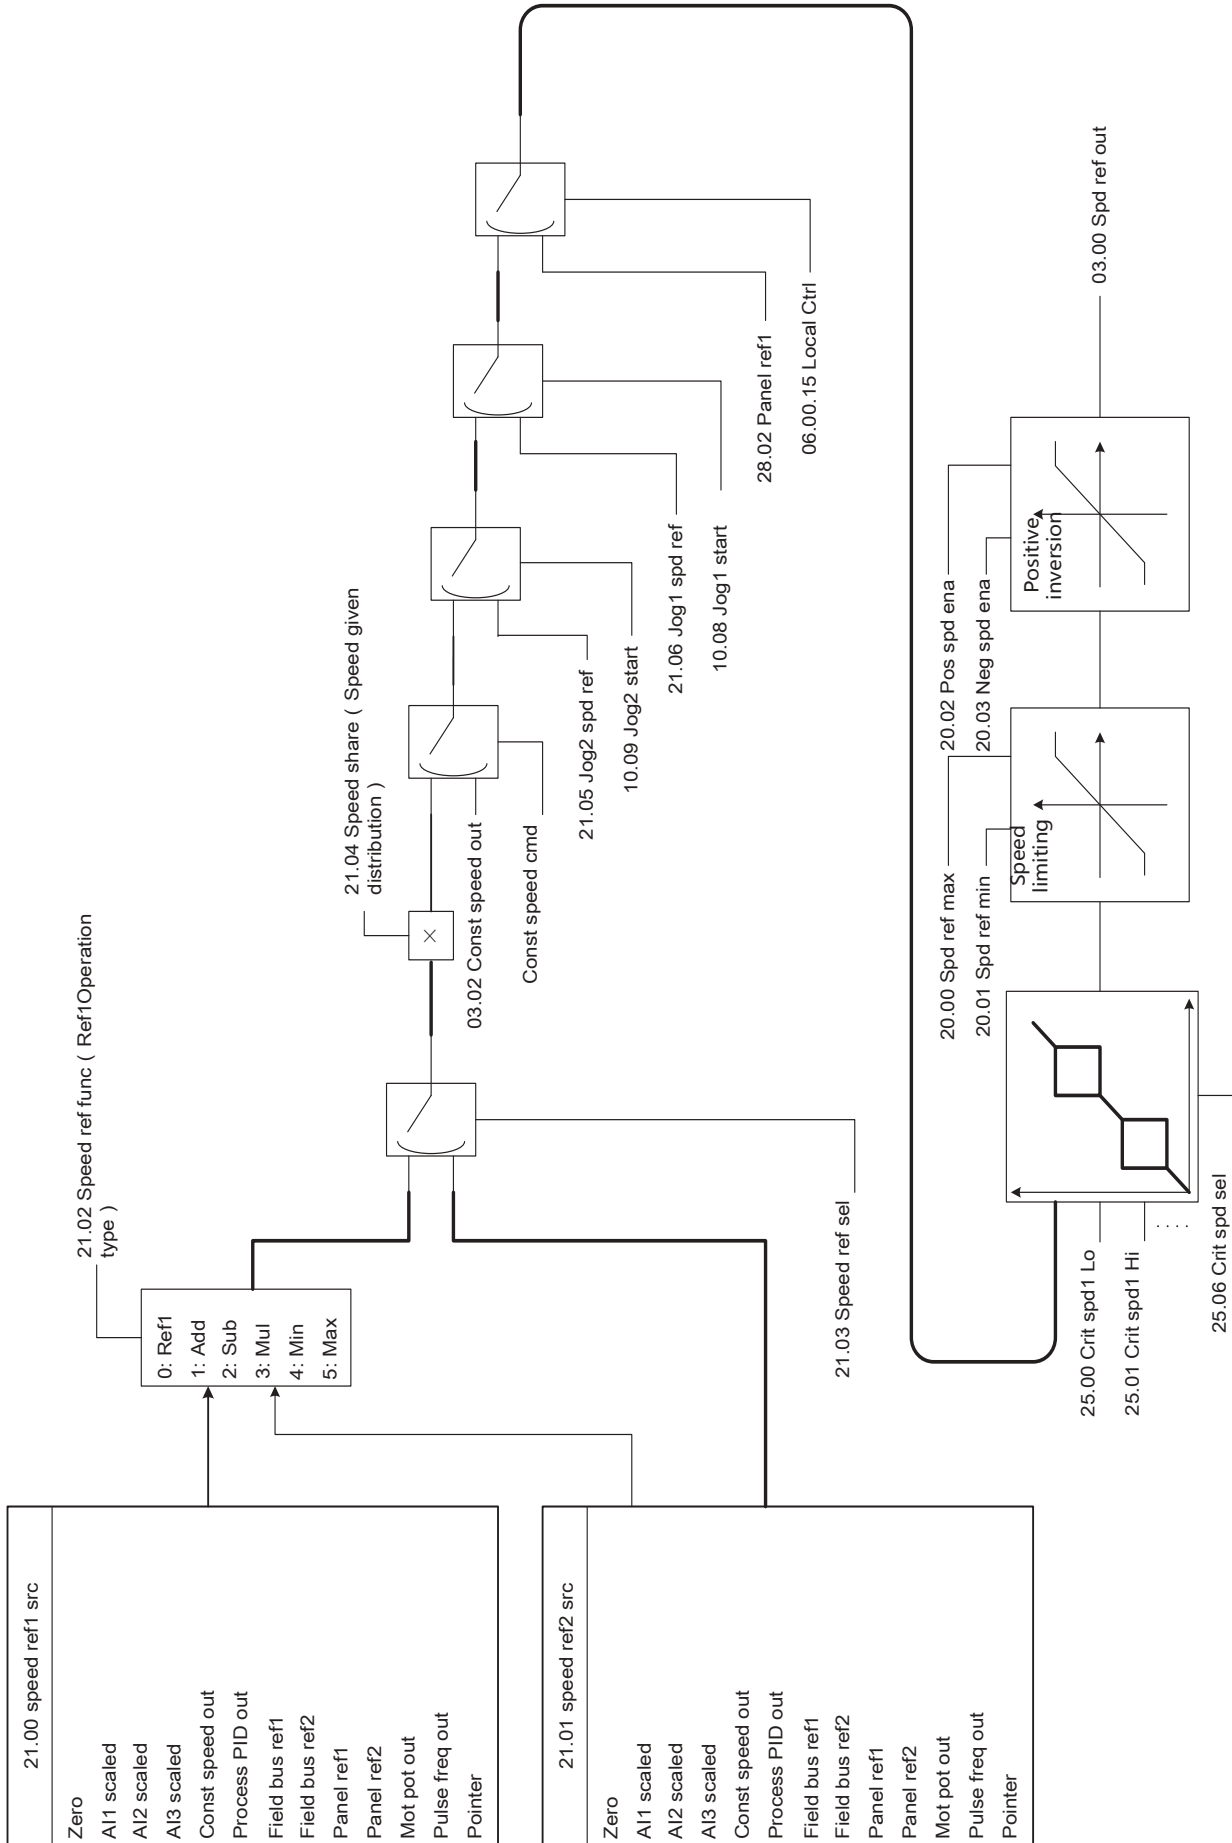 21.00 speed ref1 src
Zero
AI1 scaled
AI2 scaled
AI3 scaled
Const speed out
Process PID out
Field bus ref1
Field bus ref2
Panel ref1
Panel ref2
Mot pot out
Pulse freq out
Pointer
21.01 speed ref2 src
Zero
AI1 scaled
AI2 scaled
AI3 scaled
Const speed out
Process PID out
Field bus ref1
Field bus ref2
Panel ref1
Panel ref2
Mot pot out
Pulse freq out
Pointer
21.02 Speed ref func ( Ref1Operation
type )
0: Ref1
1: Add
2: Sub
3: Mul
4: Min
5: Max
21.03 Speed ref sel
21.04 Speed share ( Speed given
distribution )
×
03.02 Const speed out
Const speed cmd
21.05 Jog2 spd ref
10.09 Jog2 start
21.06 Jog1 spd ref
10.08 Jog1 start
28.02 Panel ref1
06.00.15 Local Ctrl
25.00 Crit spd1 Lo
25.01 Crit spd1 Hi
....
25.06 Crit spd sel
20.00 Spd ref max
20.01 Spd ref min
Speed
limiting
20.02 Pos spd ena
20.03 Neg spd ena
Positive
inversion
03.00 Spd ref out